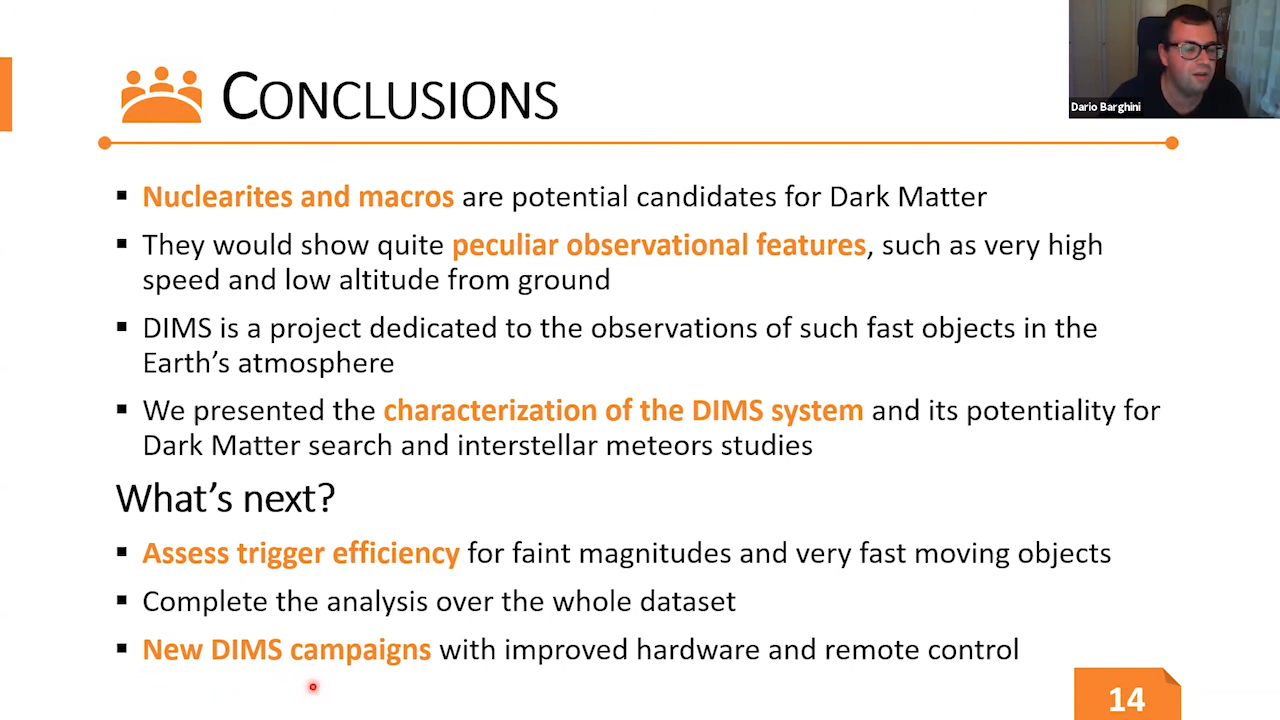 CONCLUSIONS
Dario Barghini
▪ Nuclearites and macros are potential candidates for Dark Matter
▪ They would show quite peculiar observational features, such as very high
speed and low altitude from ground
▪ DIMS is a project dedicated to the observations of such fast objects in the
Earth's atmosphere
▪ We presented the characterization of the DIMS system and its potentiality for
Dark Matter search and interstellar meteors studies
What's next?
▪ Assess trigger efficiency for faint magnitudes and very fast moving objects
▪ Complete the analysis over the whole dataset
▪ New DIMS campaigns with improved hardware and remote control
14